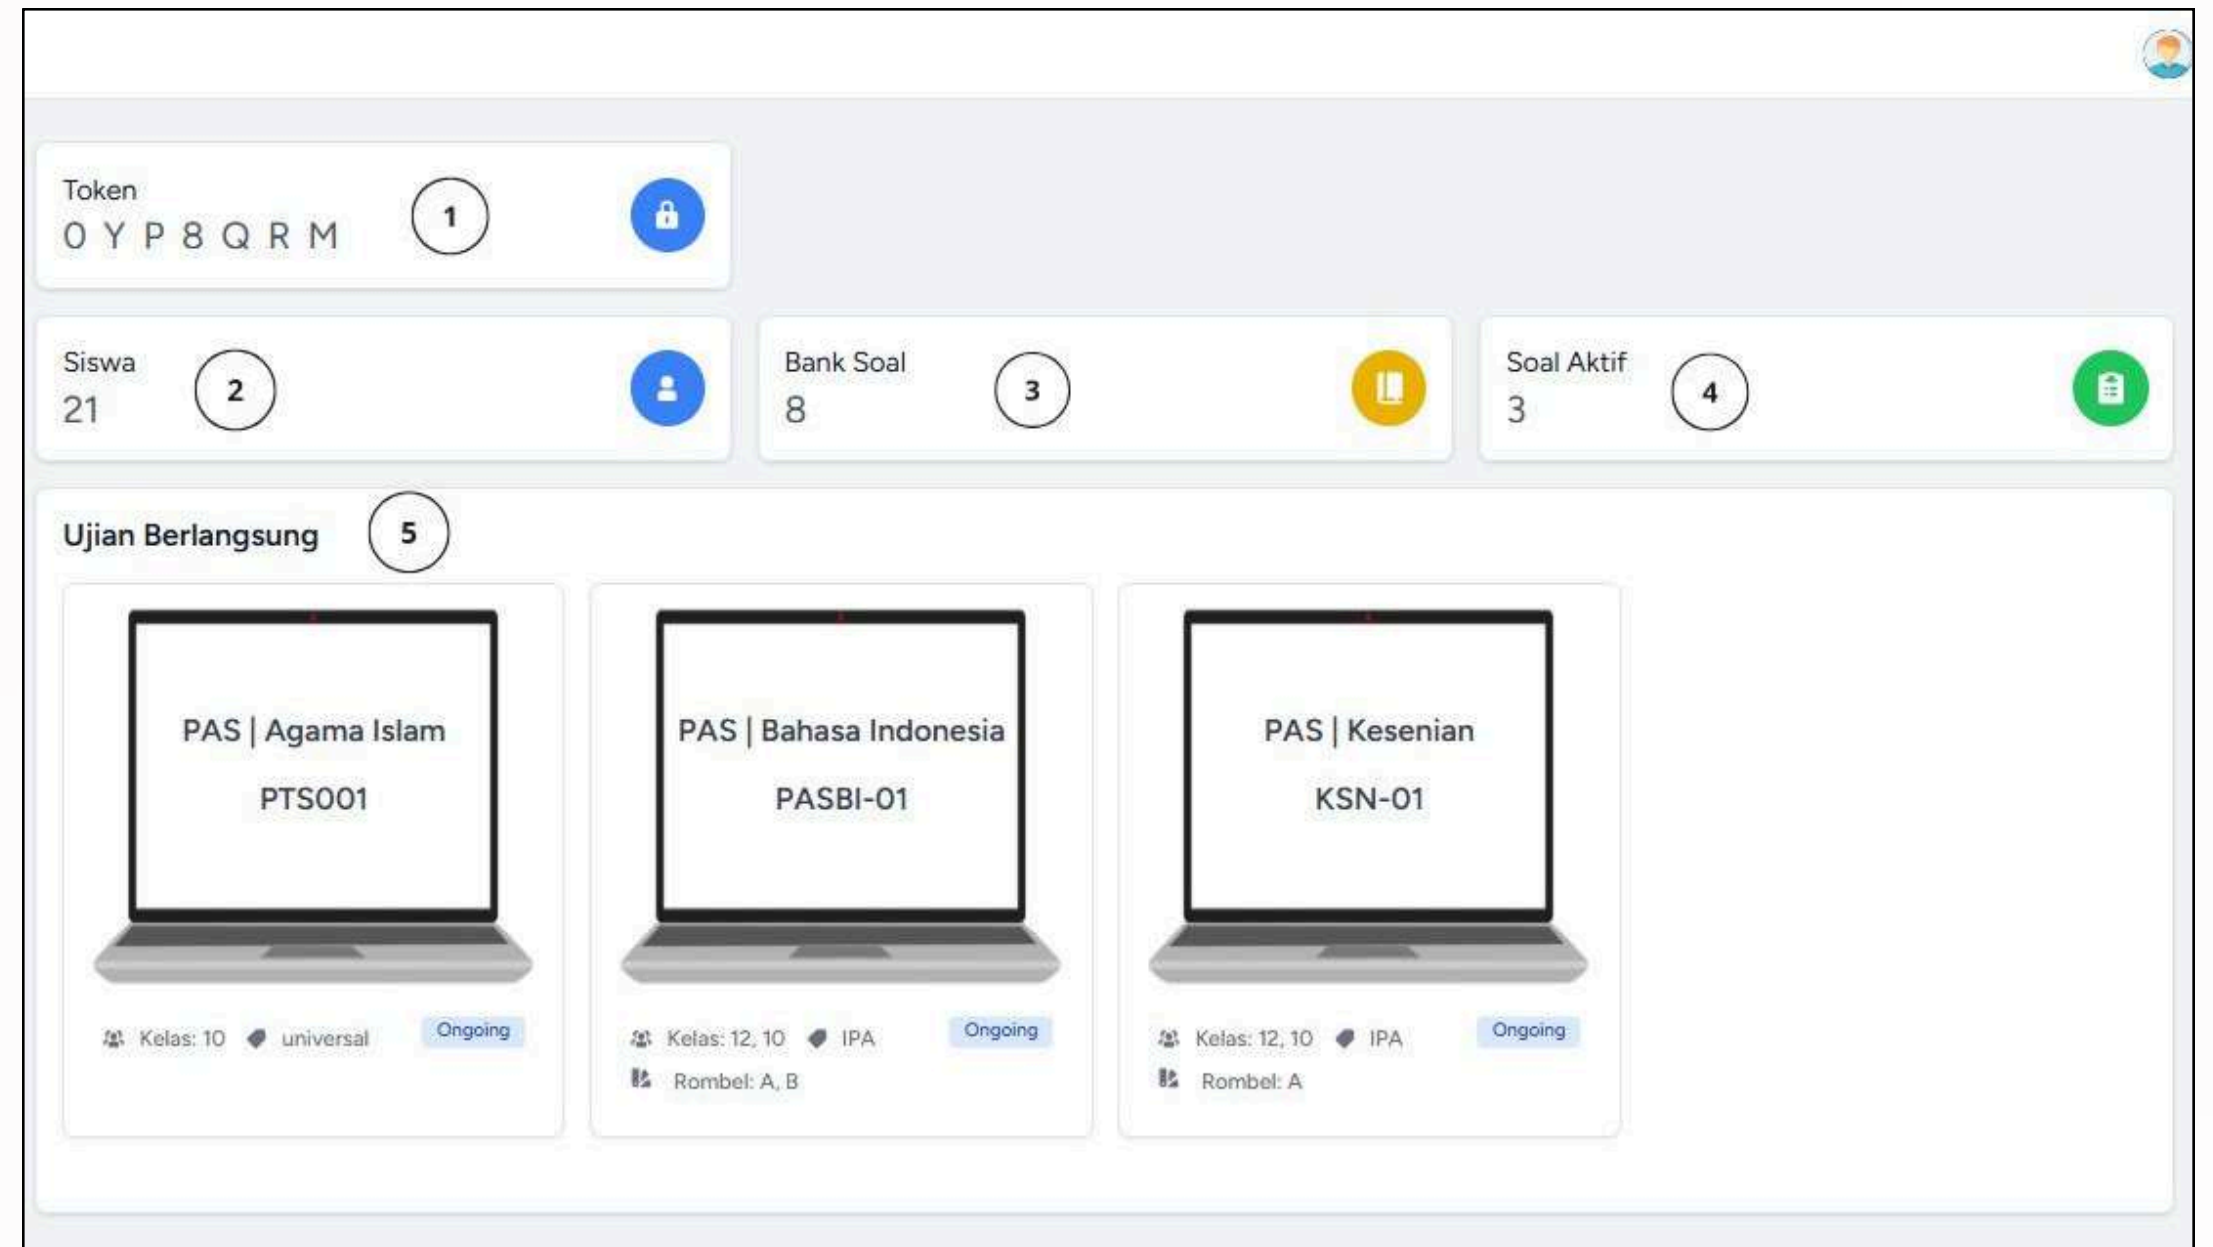 Token
0 Y P 8 Q R M
1
Siswa
21
2
Bank Soal
8
3
Soal Aktif
3
4
Ujian Berlangsung
5
PAS | Agama Islam
PTS001
Kelas: 10 universal Ongoing
PAS | Bahasa Indonesia
PASBI-01
Kelas: 12, 10 IPA Ongoing
Rombel: A, B
PAS | Kesenian
KSN-01
Kelas: 12, 10 IPA Ongoing
Rombel: A